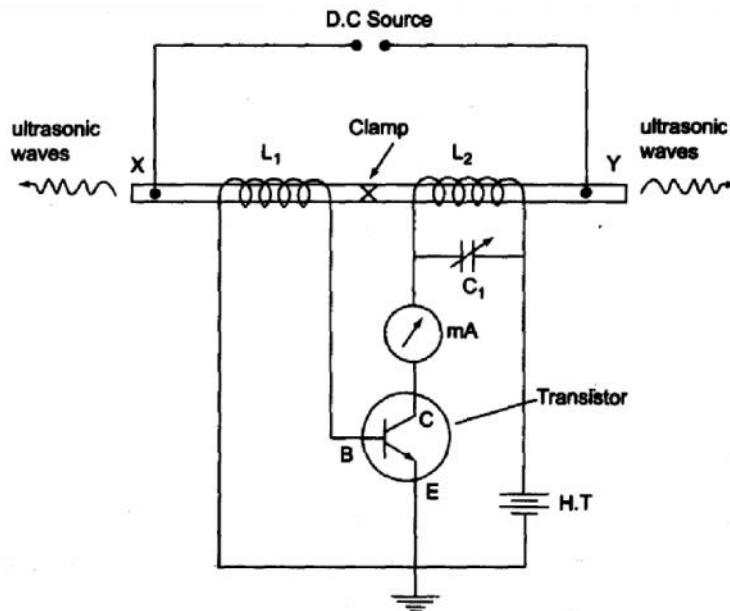 D.C Source
ultrasonic
waves
X
L1
Clamp
L2
Y
ultrasonic
waves
C1
mA
C
Transistor
B
E
H.T